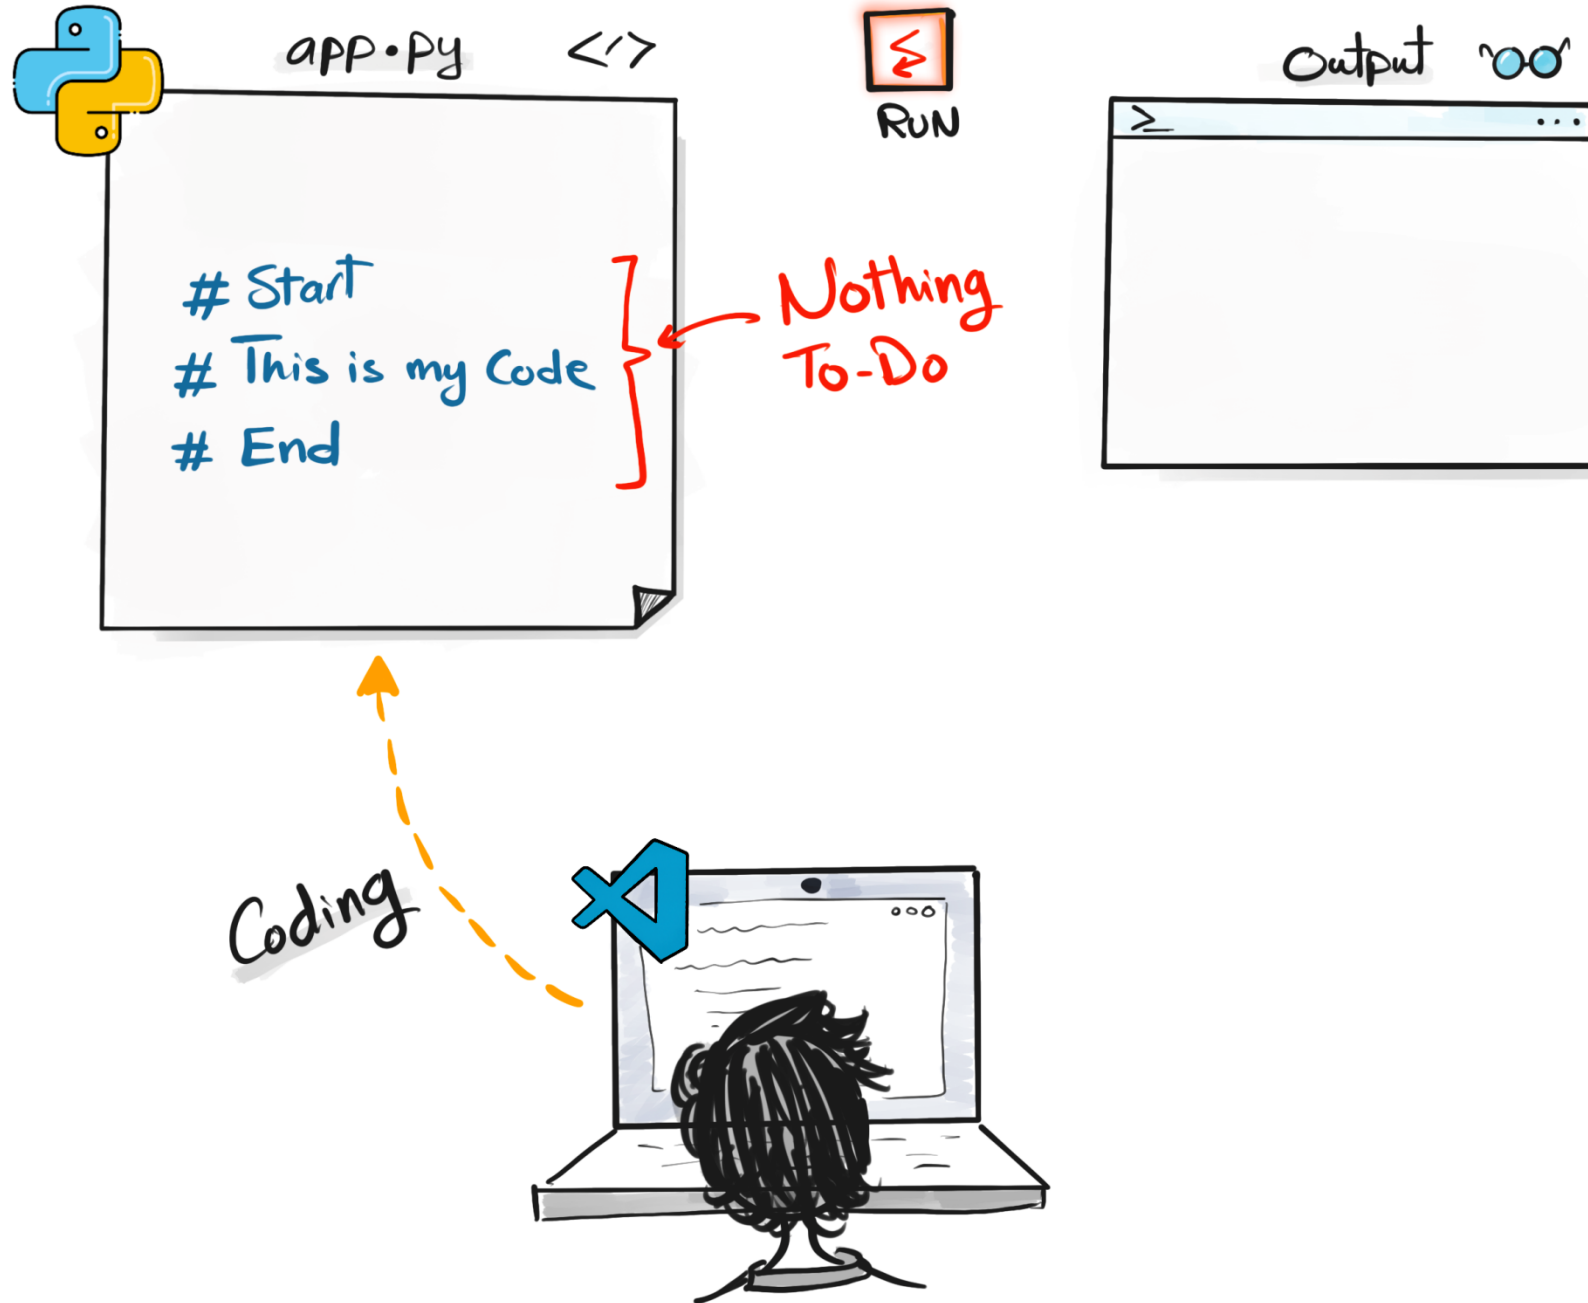 app.py </>
RUN
Output
>_ ...
# Start
# This is my Code
# End
Nothing
To-Do
Coding